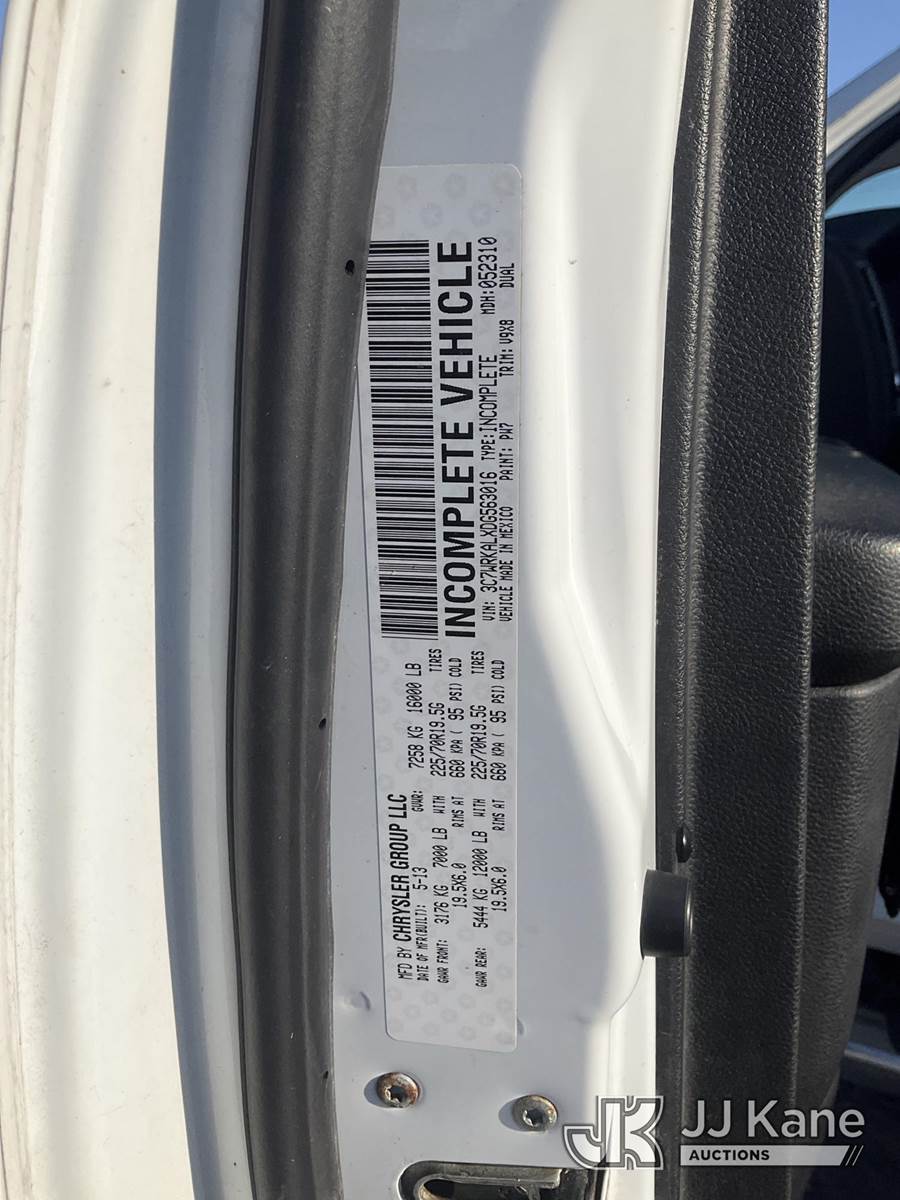 MFD BY CHRYSLER GROUP LLC
DATE OF MFR(BUILT): 5-13 GVWR: 7258 KG 16000 LB
GAWR FRONT: 3176 KG 7000 LB WITH 225/70R19.5G TIRES
19.5X6.0 RIMS AT 660 KPA ( 95 PSI) COLD
GAWR REAR: 5444 KG 12000 LB WITH 225/70R19.5G TIRES
19.5X6.0 RIMS AT 660 KPA ( 95 PSI) COLD
INCOMPLETE VEHICLE
VIN: 3C7WRKALXDG563016 TYPE:INCOMPLETE MDH:052310
VEHICLE MADE IN MEXICO PAINT: PW7 TRIM: V9X8 DUAL
JK JJ Kane
AUCTIONS